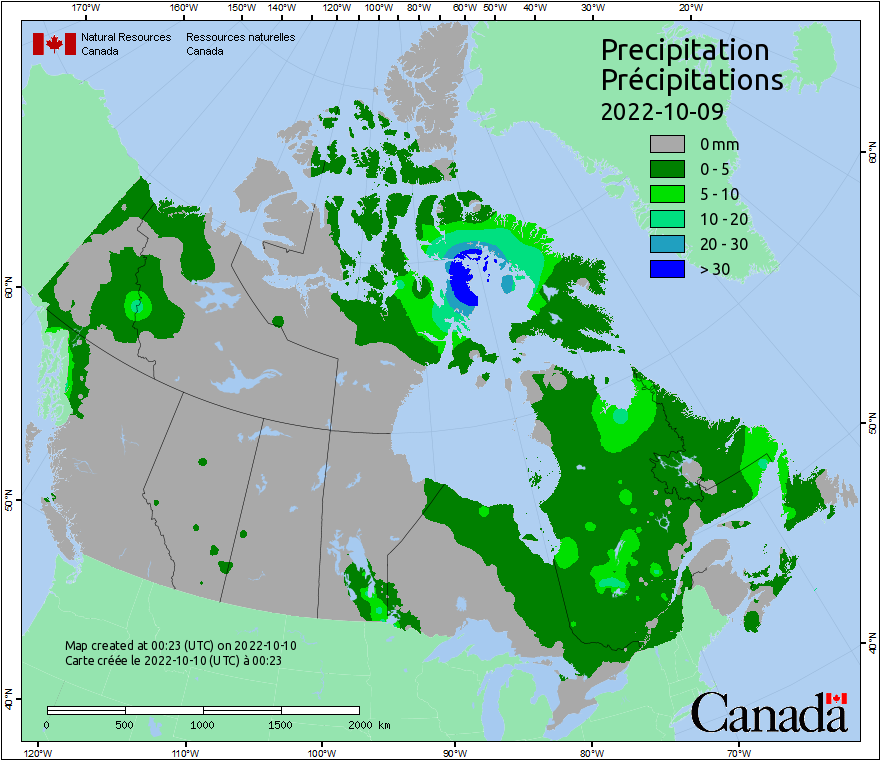 170°W 160°W 150°W 140°W 130°W 120°W 110°W 100°W 90°W 80°W 70°W 60°W 50°W 40°W 30°W 20°W
Natural Resources Ressources naturelles
Canada Canada
Precipitation
Précipitations
2022-10-09
0 mm
0 - 5
5 - 10
10 - 20
20 - 30
> 30
60°N
60°N
50°N
50°N
40°N
40°N
Map created at 00:23 (UTC) on 2022-10-10
Carte créée le 2022-10-10 (UTC) à 00:23
0 500 1000 1500 2000 km
Canada
120°W 110°W 100°W 90°W 80°W 70°W